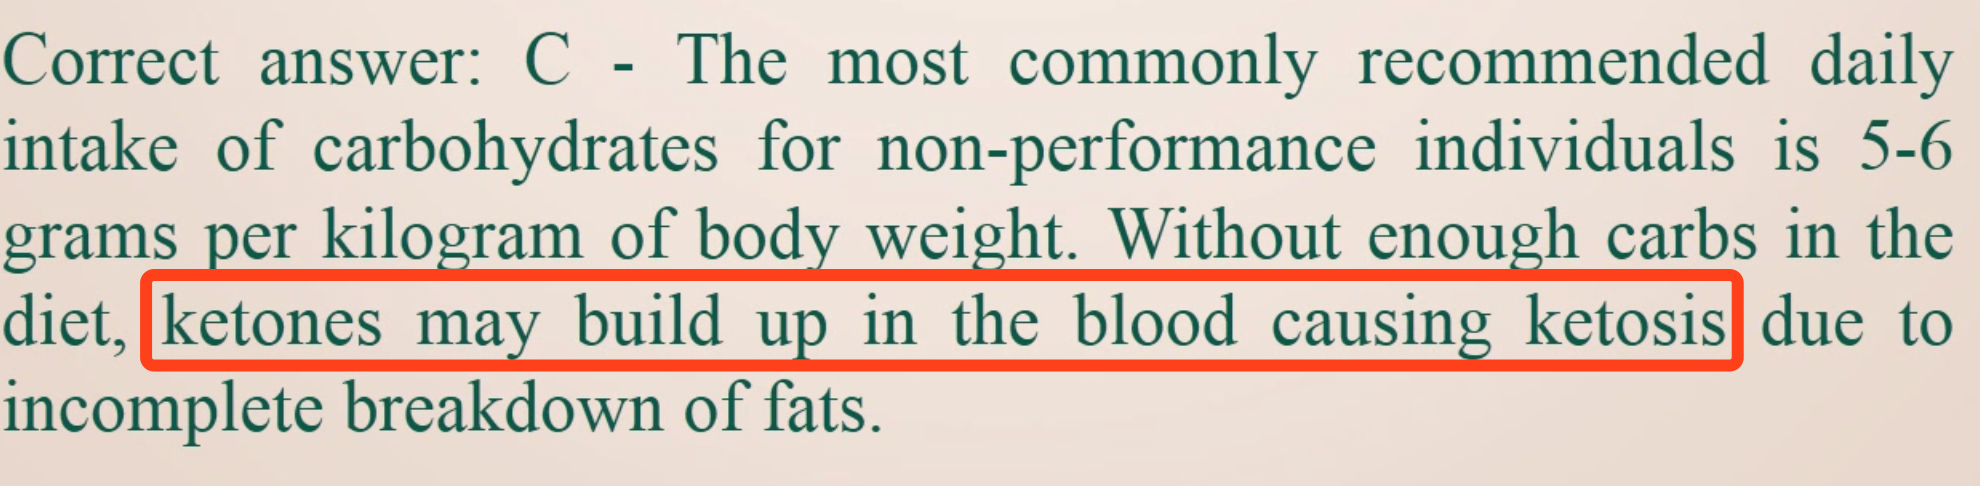 Correct answer: C - The most commonly recommended daily
intake of carbohydrates for non-performance individuals is 5-6
grams per kilogram of body weight. Without enough carbs in the
diet, ketones may build up in the blood causing ketosis due to
incomplete breakdown of fats.